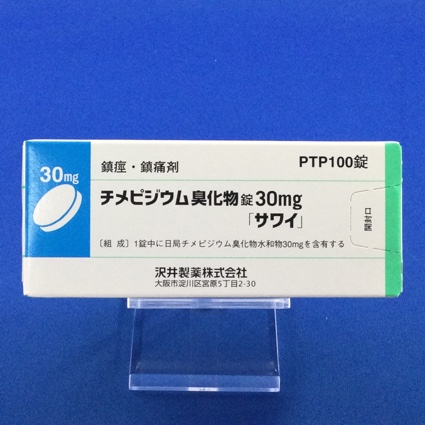 30mg
鎮痙・鎮痛剤
PTP100錠
チメピジウム臭化物錠30mg
「サワイ」
〔組 成〕1錠中に日局チメピジウム臭化物水和物30mgを含有する
開封口
沢井製薬株式会社
大阪市淀川区宮原5丁目2-30